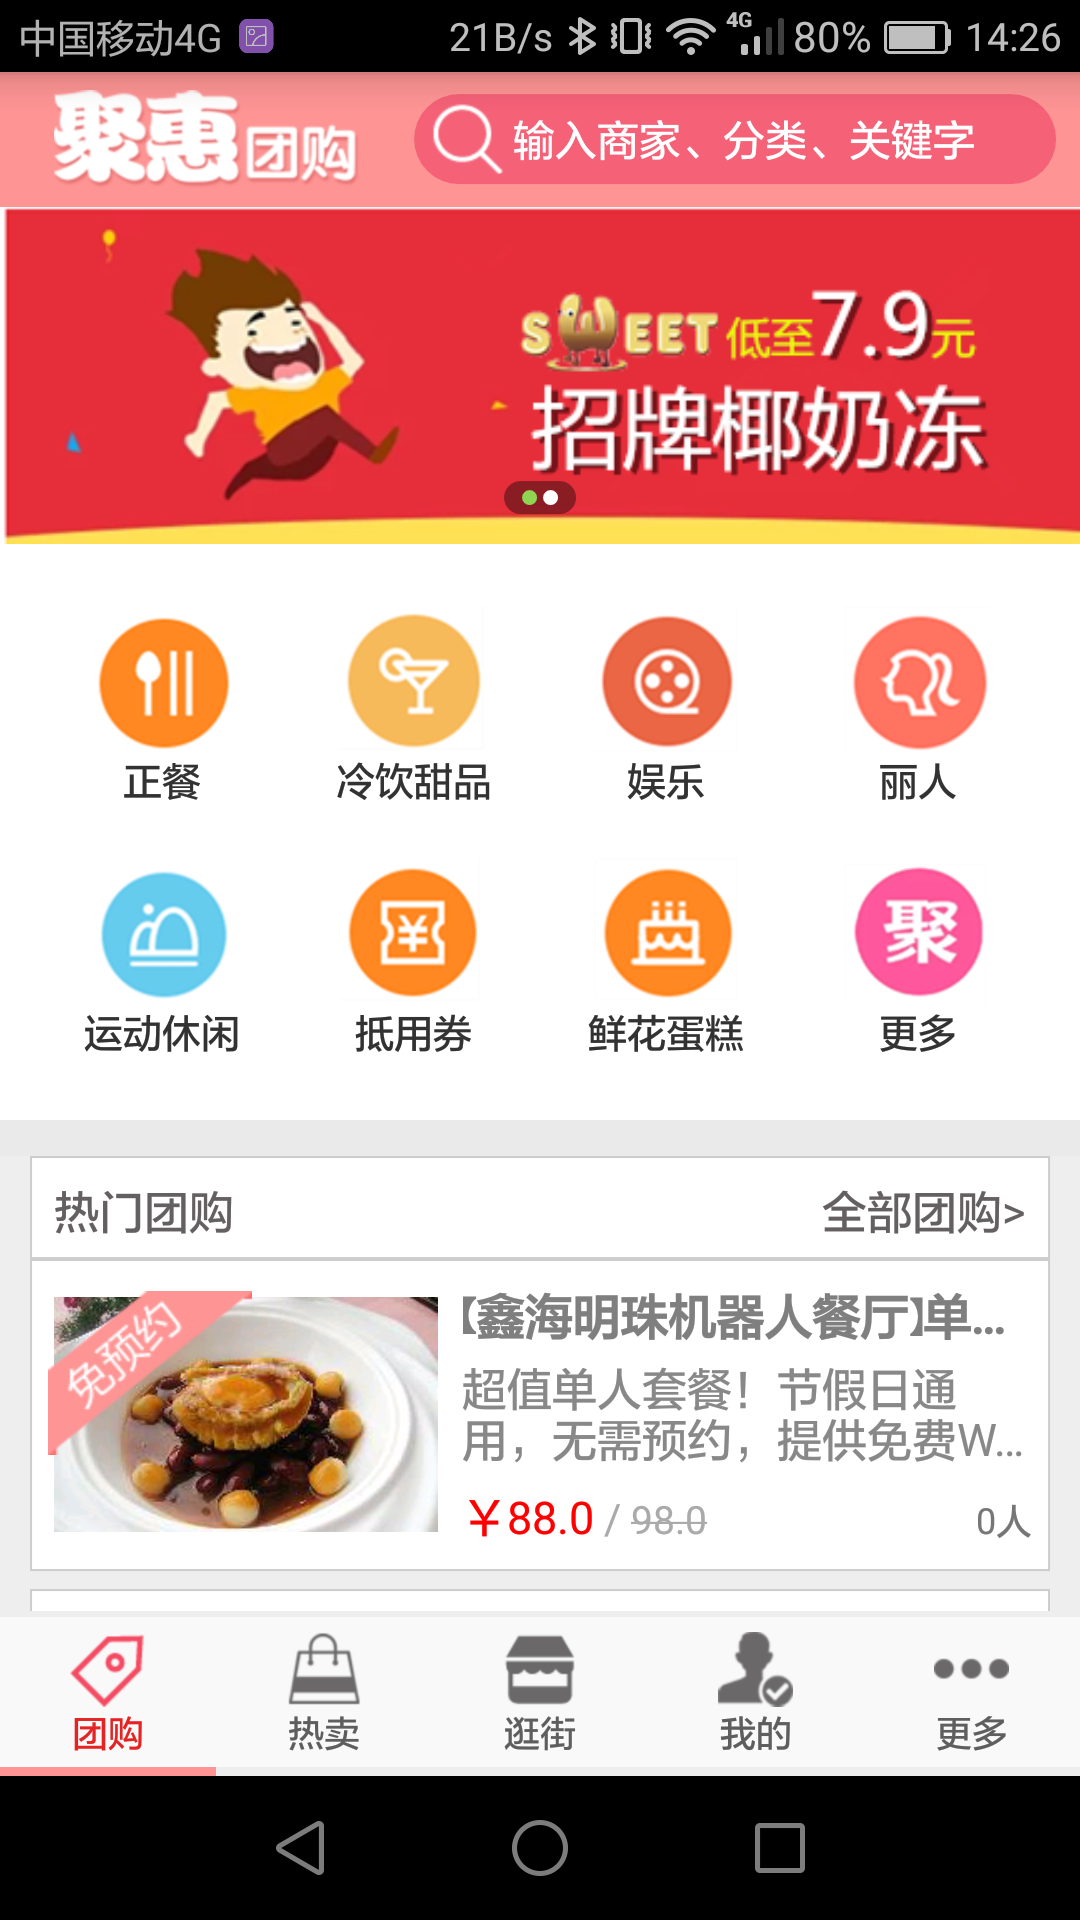 中国移动4G 21B/s 4G 80% 14:26
聚惠团购 输入商家、分类、关键字
SWEET 低至7.9元
招牌椰奶冻
正餐 冷饮甜品 娱乐 丽人
¥ 聚
运动休闲 抵用券 鲜花蛋糕 更多
热门团购 全部团购>
免预约
【鑫海明珠机器人餐厅】单...
超值单人套餐！节假日通
用，无需预约，提供免费W...
￥88.0 / 98.0 0人
团购 热卖 逛街 我的 更多